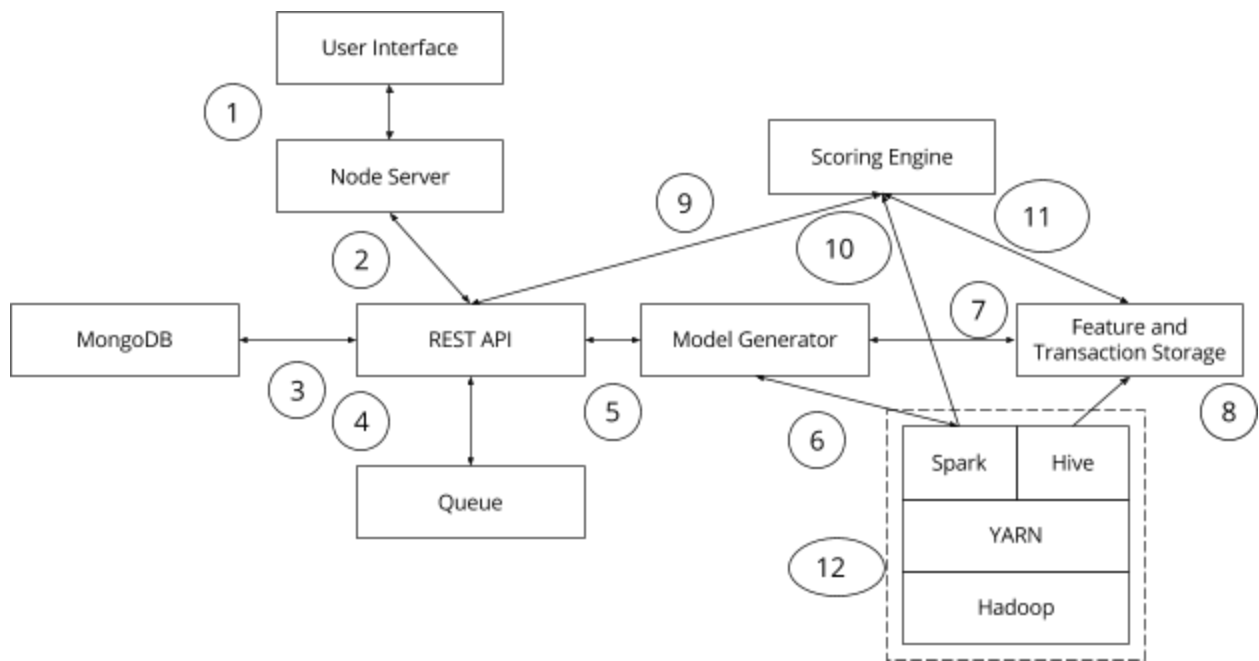 User Interface
1
Node Server
Scoring Engine
9
11
10
2
7
MongoDB
REST API
Model Generator
Feature and
Transaction Storage
3
4
5
6
8
Spark
Hive
Queue
YARN
12
Hadoop